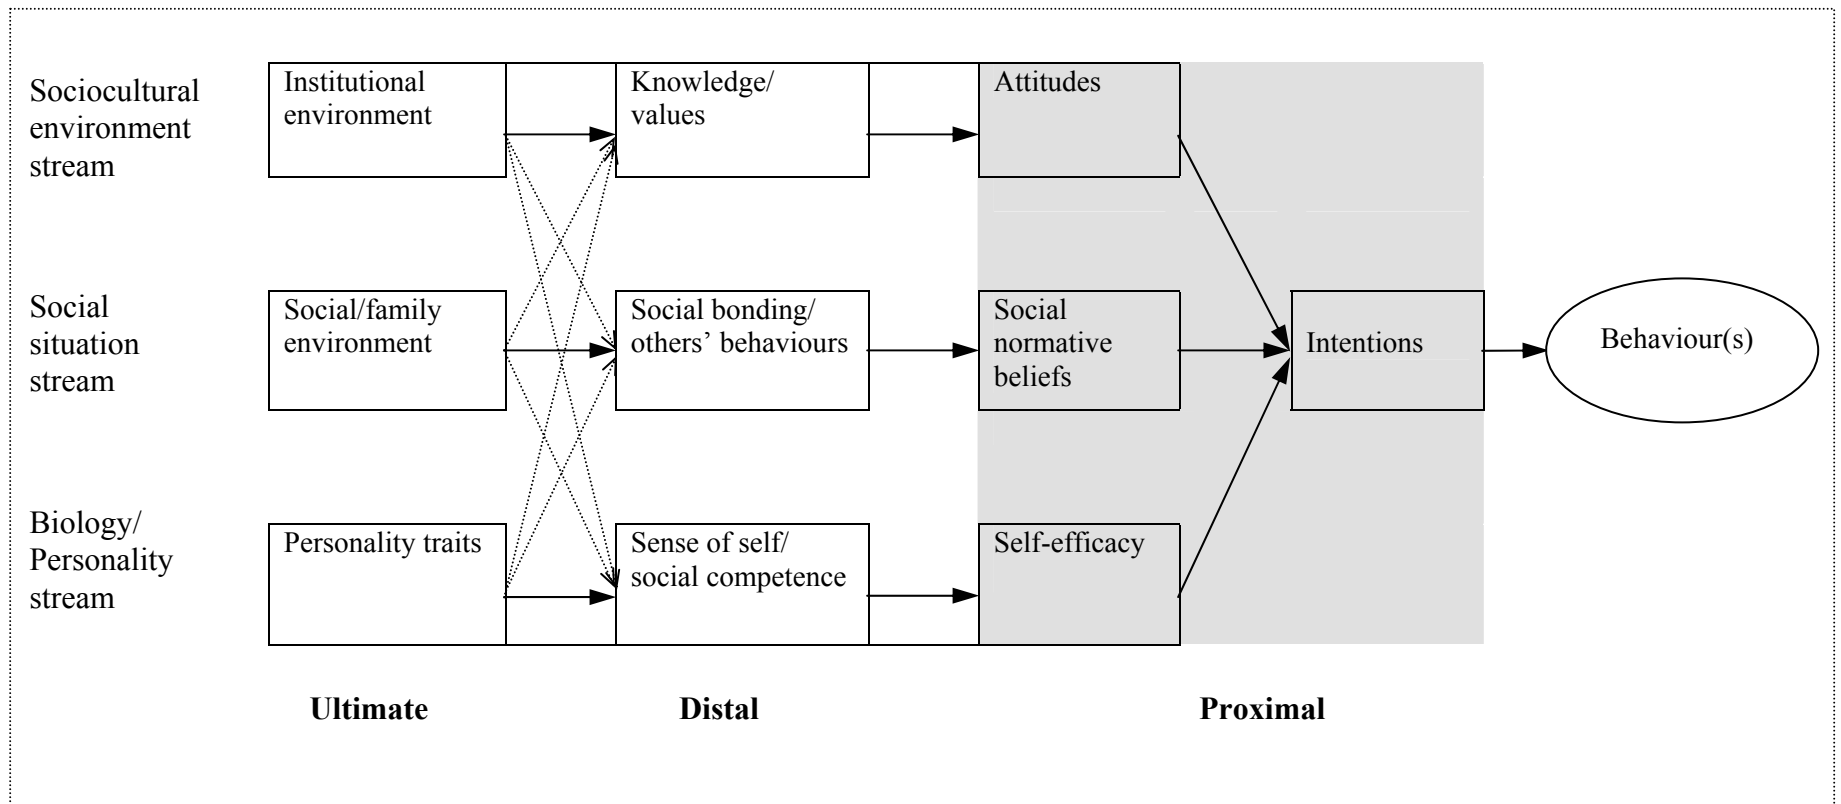 Sociocultural
environment
stream
Institutional
environment
Knowledge/
values
Attitudes
Social
situation
stream
Social/family
environment
Social bonding/
others’ behaviours
Social
normative
beliefs
Intentions
Behaviour(s)
Biology/
Personality
stream
Personality traits
Sense of self/
social competence
Self-efficacy
Ultimate
Distal
Proximal